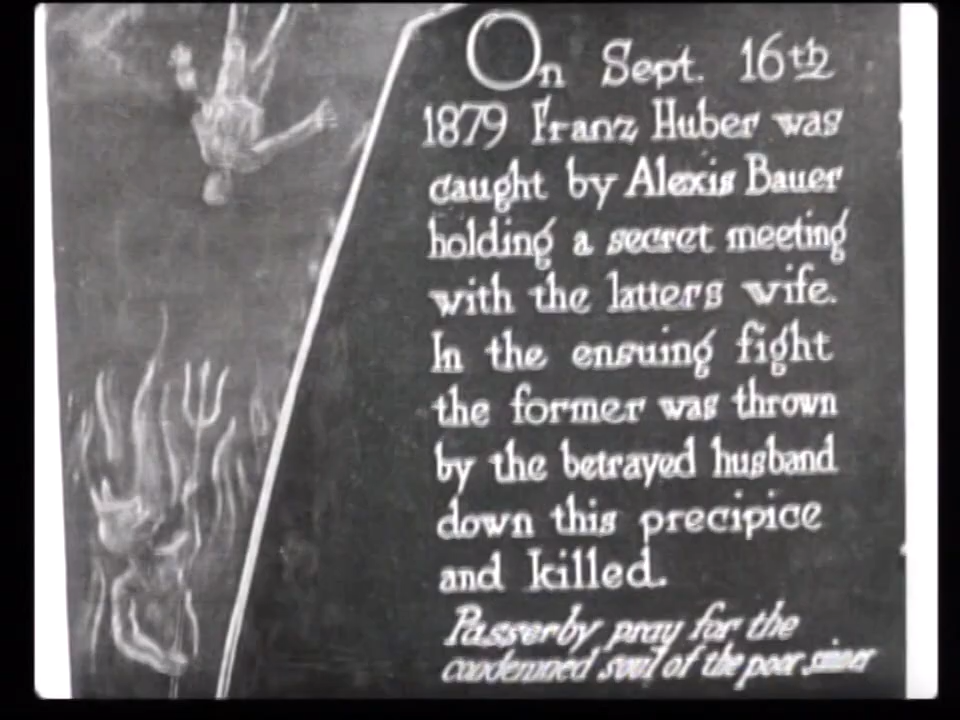 On Sept. 16th
1879 Franz Huber was
caught by Alexis Bauer
holding a secret meeting
with the latters wife.
In the ensuing fight
the former was thrown
by the betrayed husband
down this precipice
and killed.
Passerby pray for the
condemned soul of the poor sinner